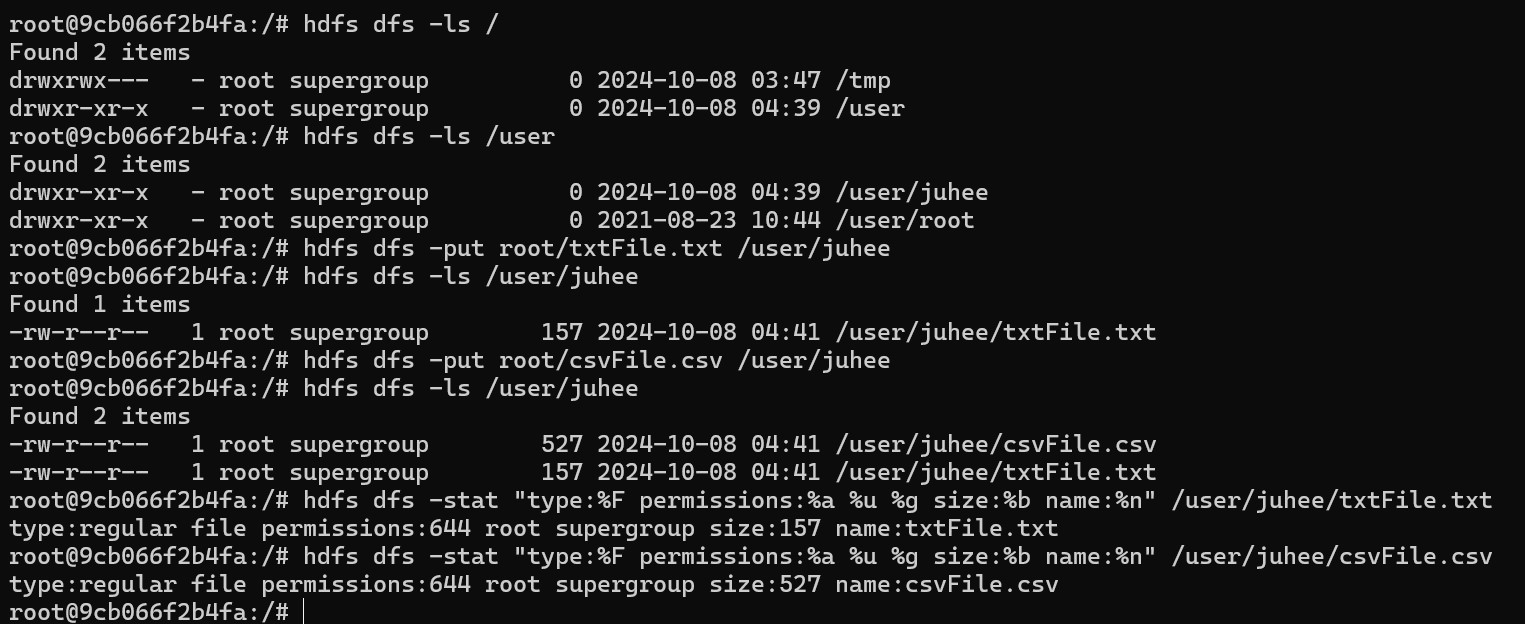 root@9cb066f2b4fa:/# hdfs dfs -ls /
Found 2 items
drwxrwx---   - root supergroup          0 2024-10-08 03:47 /tmp
drwxr-xr-x   - root supergroup          0 2024-10-08 04:39 /user
root@9cb066f2b4fa:/# hdfs dfs -ls /user
Found 2 items
drwxr-xr-x   - root supergroup          0 2024-10-08 04:39 /user/juhee
drwxr-xr-x   - root supergroup          0 2021-08-23 10:44 /user/root
root@9cb066f2b4fa:/# hdfs dfs -put root/txtFile.txt /user/juhee
root@9cb066f2b4fa:/# hdfs dfs -ls /user/juhee
Found 1 items
-rw-r--r--   1 root supergroup        157 2024-10-08 04:41 /user/juhee/txtFile.txt
root@9cb066f2b4fa:/# hdfs dfs -put root/csvFile.csv /user/juhee
root@9cb066f2b4fa:/# hdfs dfs -ls /user/juhee
Found 2 items
-rw-r--r--   1 root supergroup        527 2024-10-08 04:41 /user/juhee/csvFile.csv
-rw-r--r--   1 root supergroup        157 2024-10-08 04:41 /user/juhee/txtFile.txt
root@9cb066f2b4fa:/# hdfs dfs -stat "type:%F permissions:%a %u %g size:%b name:%n" /user/juhee/txtFile.txt
type:regular file permissions:644 root supergroup size:157 name:txtFile.txt
root@9cb066f2b4fa:/# hdfs dfs -stat "type:%F permissions:%a %u %g size:%b name:%n" /user/juhee/csvFile.csv
type:regular file permissions:644 root supergroup size:527 name:csvFile.csv
root@9cb066f2b4fa:/#